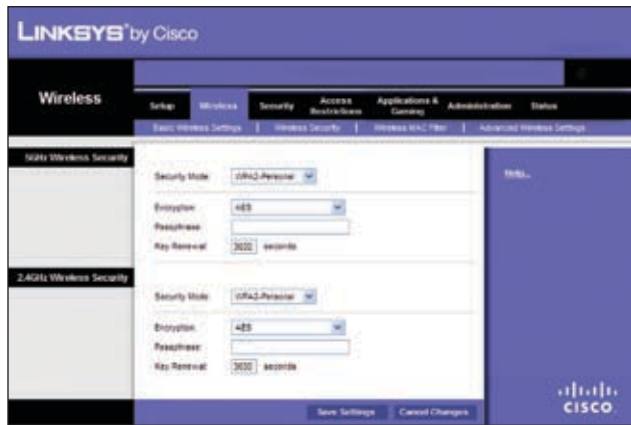 LINKSYS® by Cisco
Wireless
Setup Wireless Security Access Restrictions Applications & Gaming Administration Status
Basic Wireless Settings | Wireless Security | Wireless MAC Filter | Advanced Wireless Settings
5GHz Wireless Security
Help...
Security Mode: WPA2-Personal
Encryption: AES
Passphrase:
Key Renewal: 3600 seconds
2.4GHz Wireless Security
Security Mode: WPA2-Personal
Encryption: AES
Passphrase:
Key Renewal: 3600 seconds
Save Settings Cancel Changes
CISCO